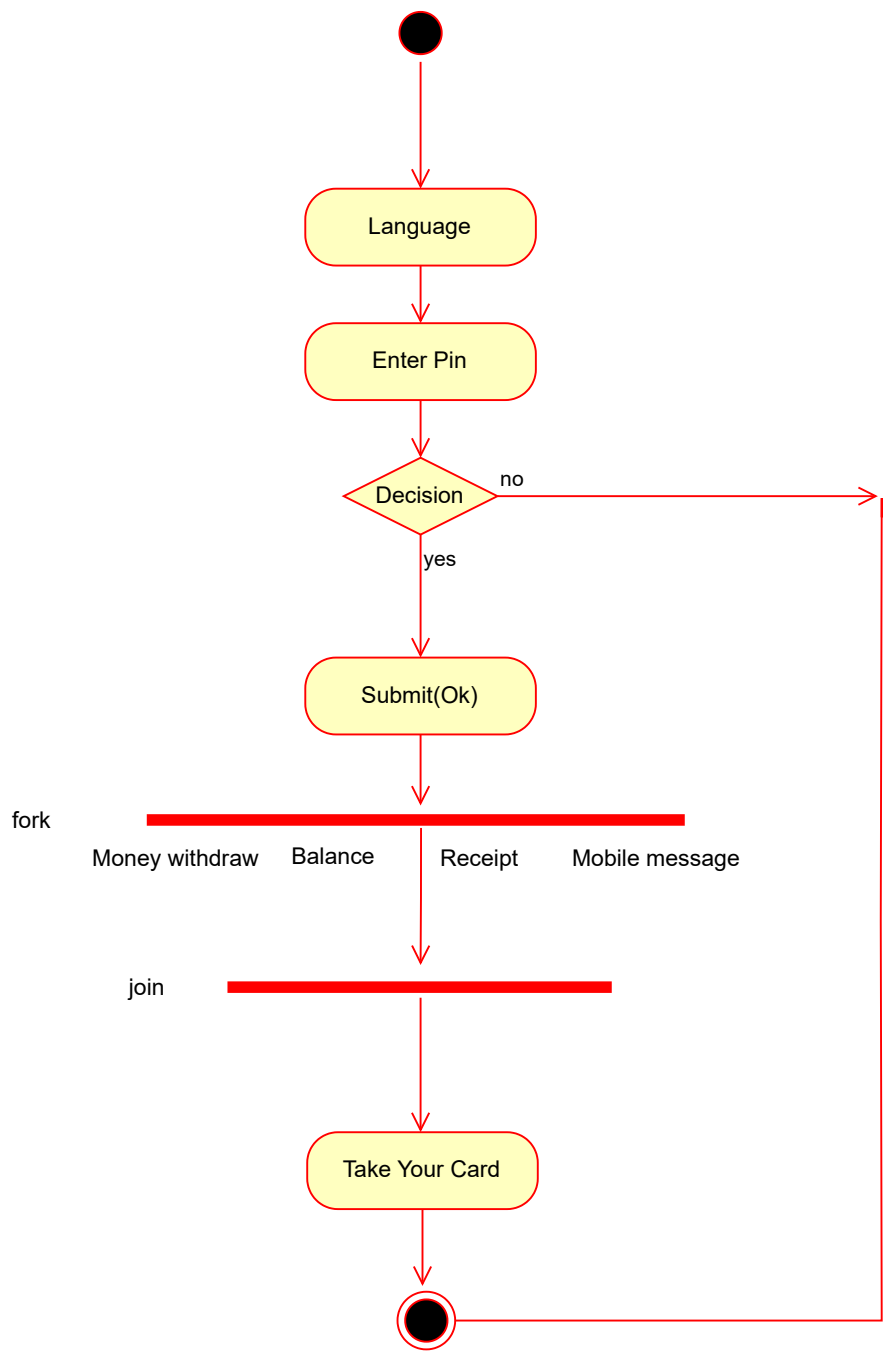 Language
Enter Pin
Decision
no
yes
Submit(Ok)
fork
Money withdraw
Balance
Receipt
Mobile message
join
Take Your Card